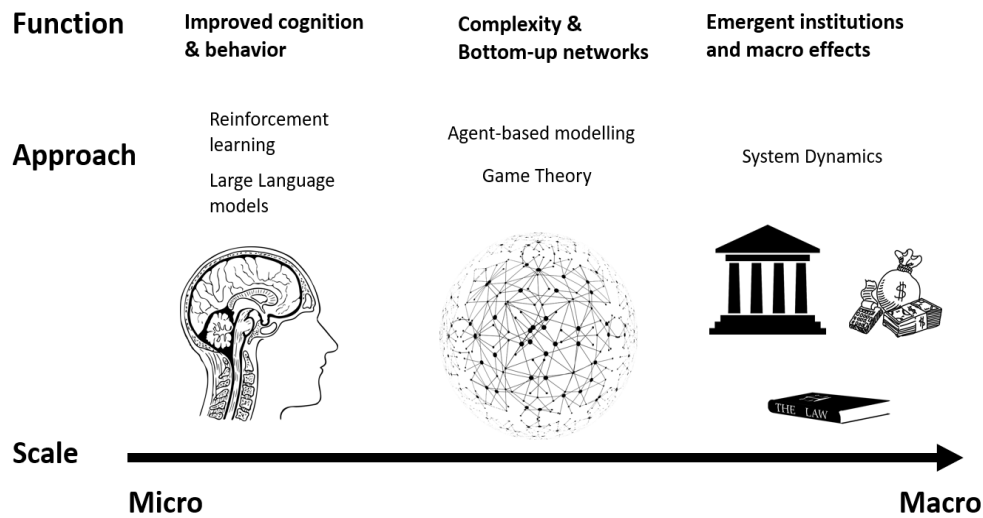 Function
Improved cognition
& behavior
Complexity &
Bottom-up networks
Emergent institutions
and macro effects
Approach
Reinforcement
learning
Large Language
models
Agent-based modelling
Game Theory
System Dynamics
$
$
THE LAW
Scale
Micro
Macro